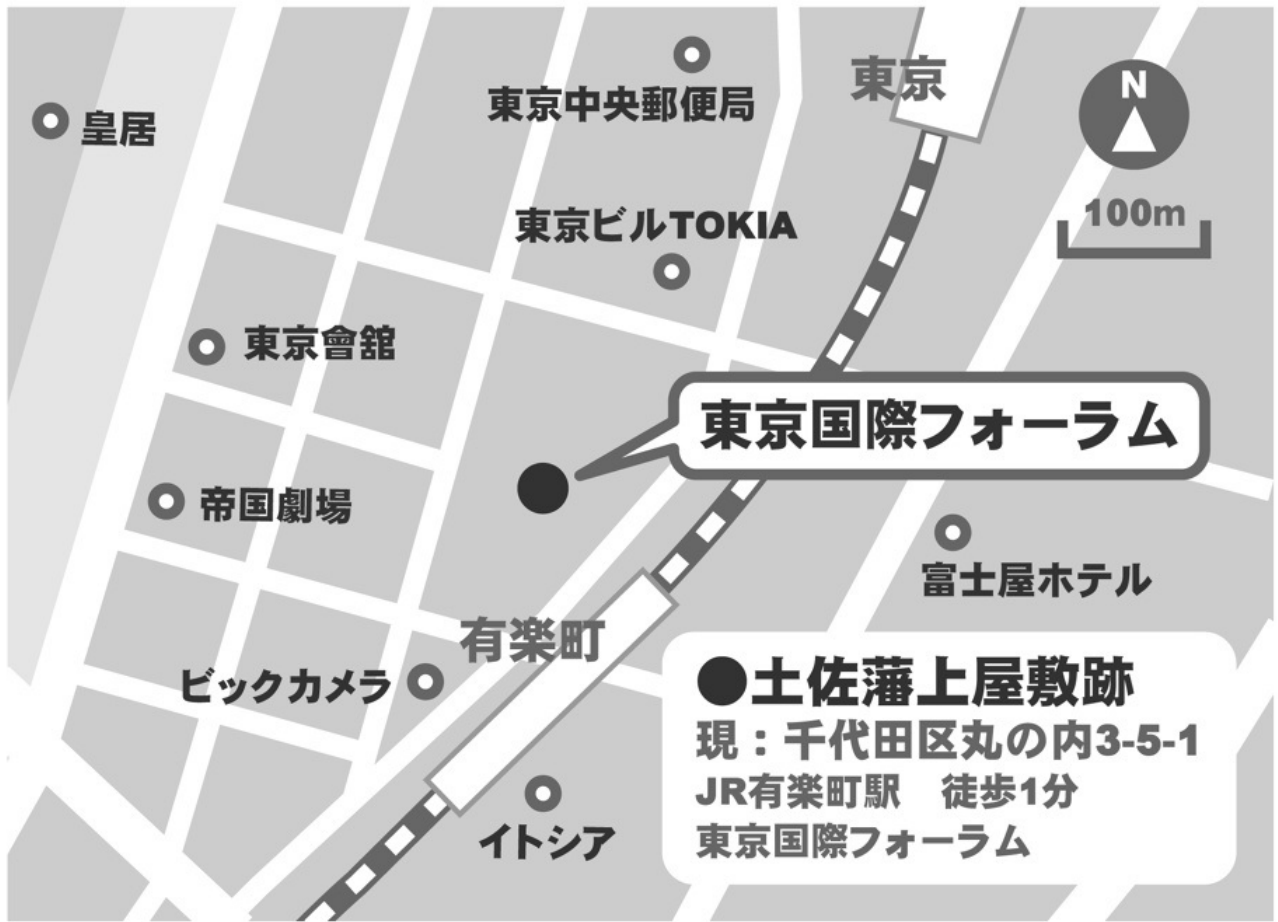 東京
N
皇居
東京中央郵便局
100m
東京ビルTOKIA
東京會舘
東京国際フォーラム
帝国劇場
富士屋ホテル
有楽町
ビックカメラ
●土佐藩上屋敷跡
現：千代田区丸の内3-5-1
JR有楽町駅　徒歩1分
東京国際フォーラム
イトシア